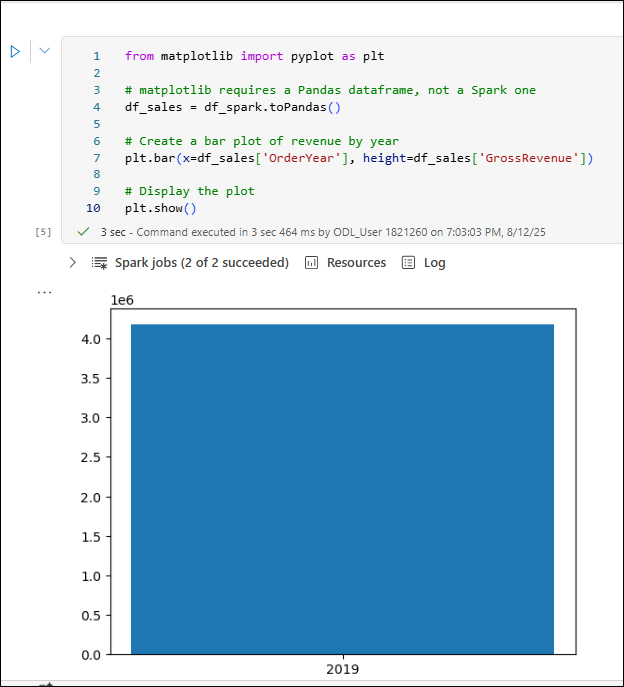 1 from matplotlib import pyplot as plt
2
3 # matplotlib requires a Pandas dataframe, not a Spark one
4 df_sales = df_spark.toPandas()
5
6 # Create a bar plot of revenue by year
7 plt.bar(x=df_sales['OrderYear'], height=df_sales['GrossRevenue'])
8
9 # Display the plot
10 plt.show()
[5] 3 sec - Command executed in 3 sec 464 ms by ODL_User 1821260 on 7:03:03 PM, 8/12/25
Spark jobs (2 of 2 succeeded) Resources Log
...
1e6
4.0
3.5
3.0
2.5
2.0
1.5
1.0
0.5
0.0
2019